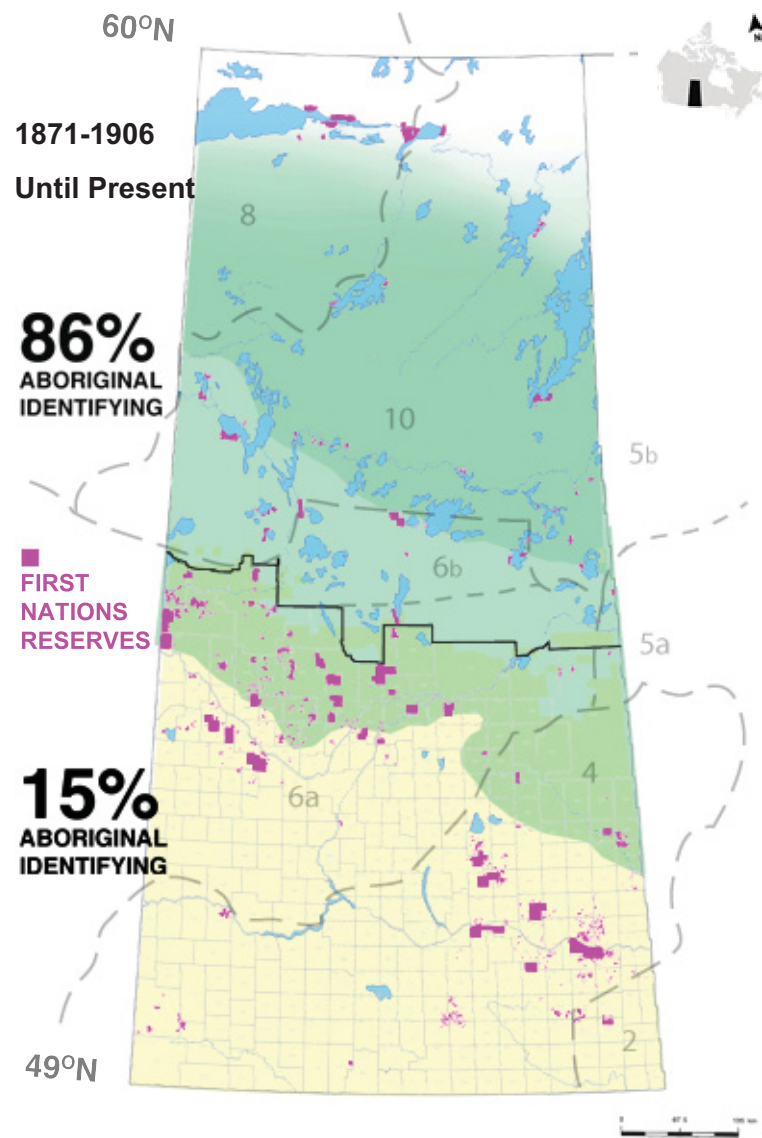 60ºN
1871-1906
Until Present
8
86%
ABORIGINAL
IDENTIFYING
10
5b
6b
FIRST
NATIONS
RESERVES
5a
15%
ABORIGINAL
IDENTIFYING
6a
4
2
49ºN